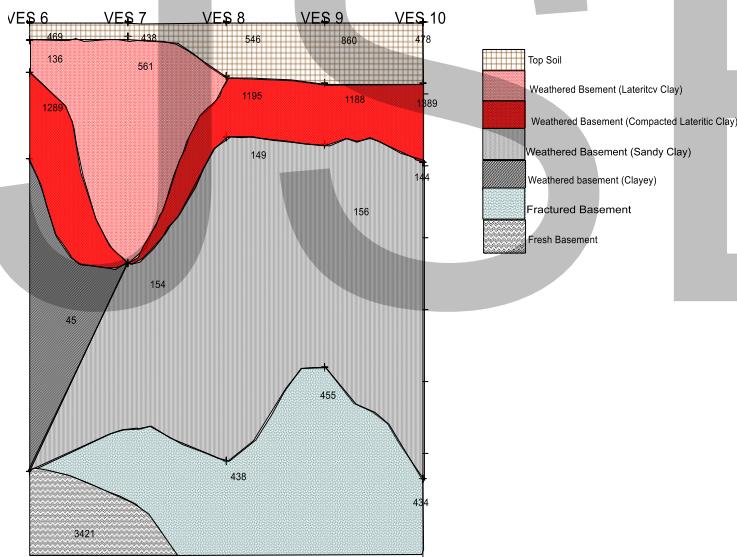 VES 6 VES 7 VES 8 VES 9 VES 10
469 438 546 860 478
136 561
1289 1195 1188 1389
149 144
156
154
45
455
438
434
3421
Top Soil
Weathered Bsement (Lateritcv Clay)
Weathered Basement (Compacted Lateritic Clay)
Weathered Basement (Sandy Clay)
Weathered basement (Clayey)
Fractured Basement
Fresh Basement